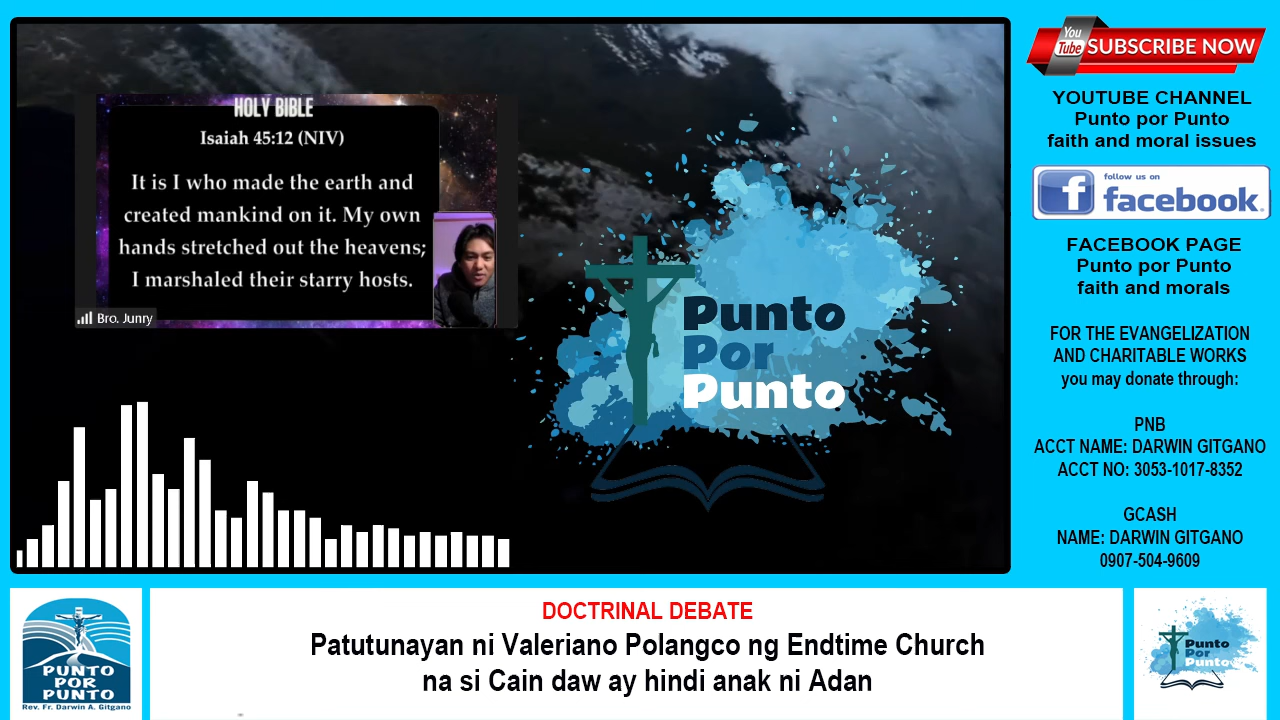 HOLY BIBLE
Isaiah 45:12 (NIV)
It is I who made the earth and
created mankind on it. My own
hands stretched out the heavens;
I marshaled their starry hosts.
Bro. Junry
Punto
Por
Punto
You
Tube
SUBSCRIBE NOW
YOUTUBE CHANNEL
Punto por Punto
faith and moral issues
follow us on
facebook.
FACEBOOK PAGE
Punto por Punto
faith and morals
FOR THE EVANGELIZATION
AND CHARITABLE WORKS
you may donate through:
PNB
ACCT NAME: DARWIN GITGANO
ACCT NO: 3053-1017-8352
GCASH
NAME: DARWIN GITGANO
0907-504-9609
PUNTO
POR
PUNTO
Rev. Fr. Darwin A. Gitgano
DOCTRINAL DEBATE
Patutunayan ni Valeriano Polangco ng Endtime Church
na si Cain daw ay hindi anak ni Adan
Punto
Por
Punto